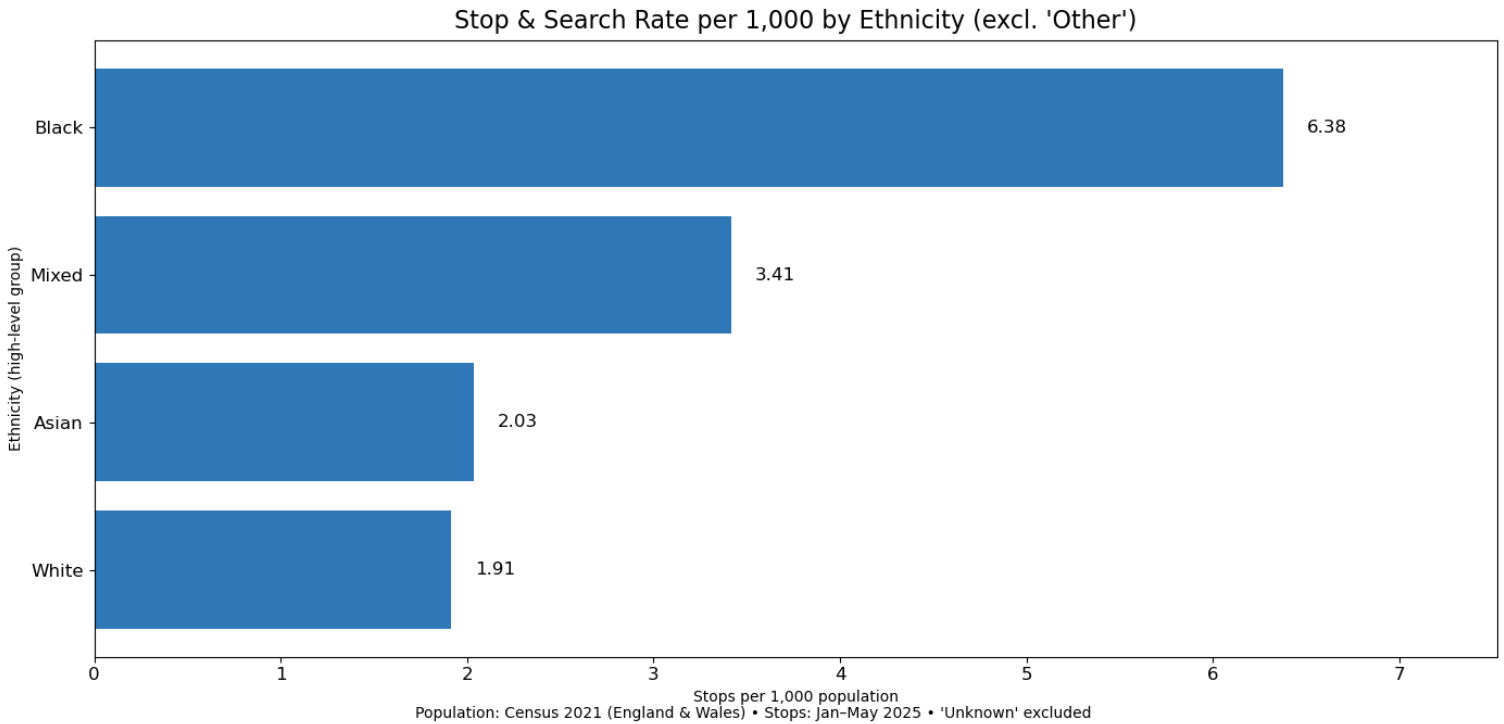 Stop & Search Rate per 1,000 by Ethnicity (excl. 'Other')
Ethnicity (high-level group)
Black
6.38
Mixed
3.41
Asian
2.03
White
1.91
0 1 2 3 4 5 6 7
Stops per 1,000 population
Population: Census 2021 (England & Wales) • Stops: Jan–May 2025 • 'Unknown' excluded